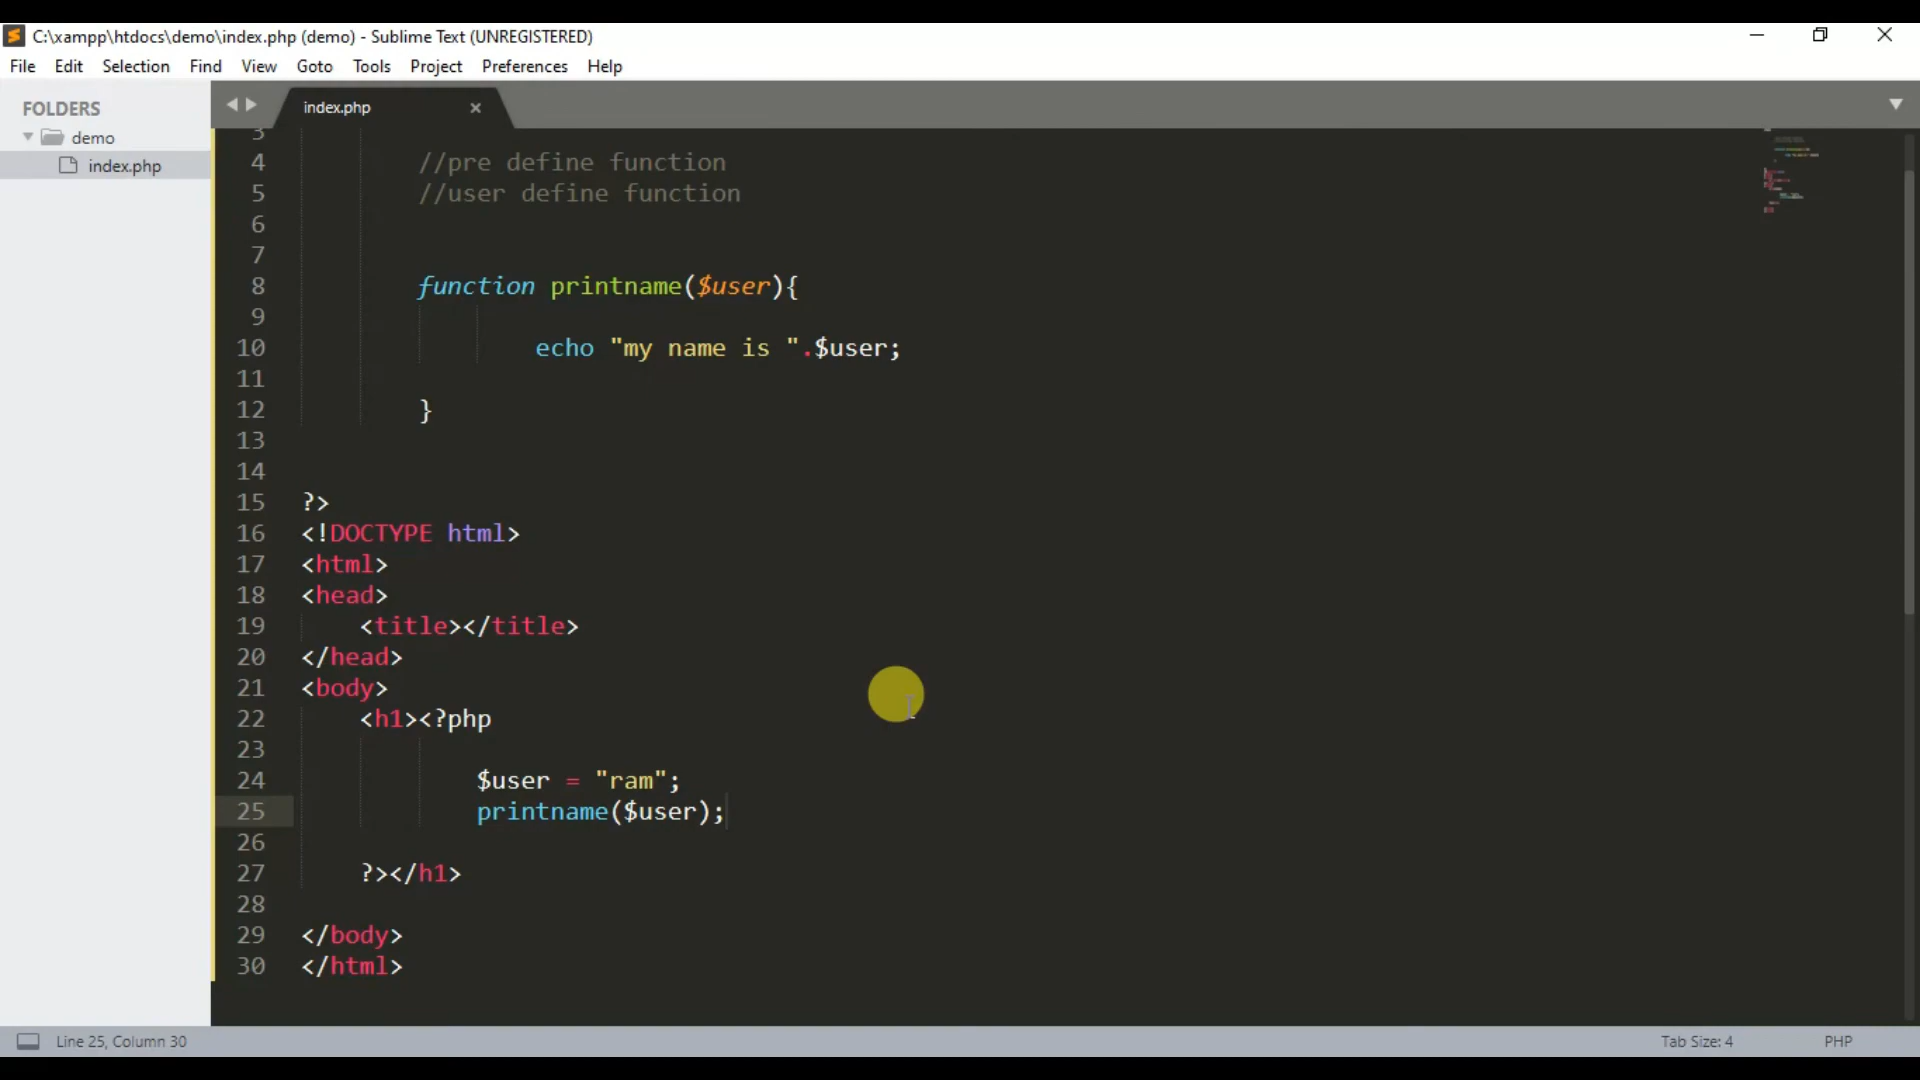 C:\xampp\htdocs\demo\index.php (demo) - Sublime Text (UNREGISTERED)
File Edit Selection Find View Goto Tools Project Preferences Help
FOLDERS
demo
index.php
index.php
3
4 //pre define function
5 //user define function
6
7
8 function printname($user){
9
10 echo "my name is ".$user;
11
12 }
13
14
15 ?>
16 <!DOCTYPE html>
17 <html>
18 <head>
19 <title></title>
20 </head>
21 <body>
22 <h1><?php
23
24 $user = "ram";
25 printname($user);
26
27 ?></h1>
28
29 </body>
30 </html>
Line 25, Column 30
Tab Size: 4
PHP